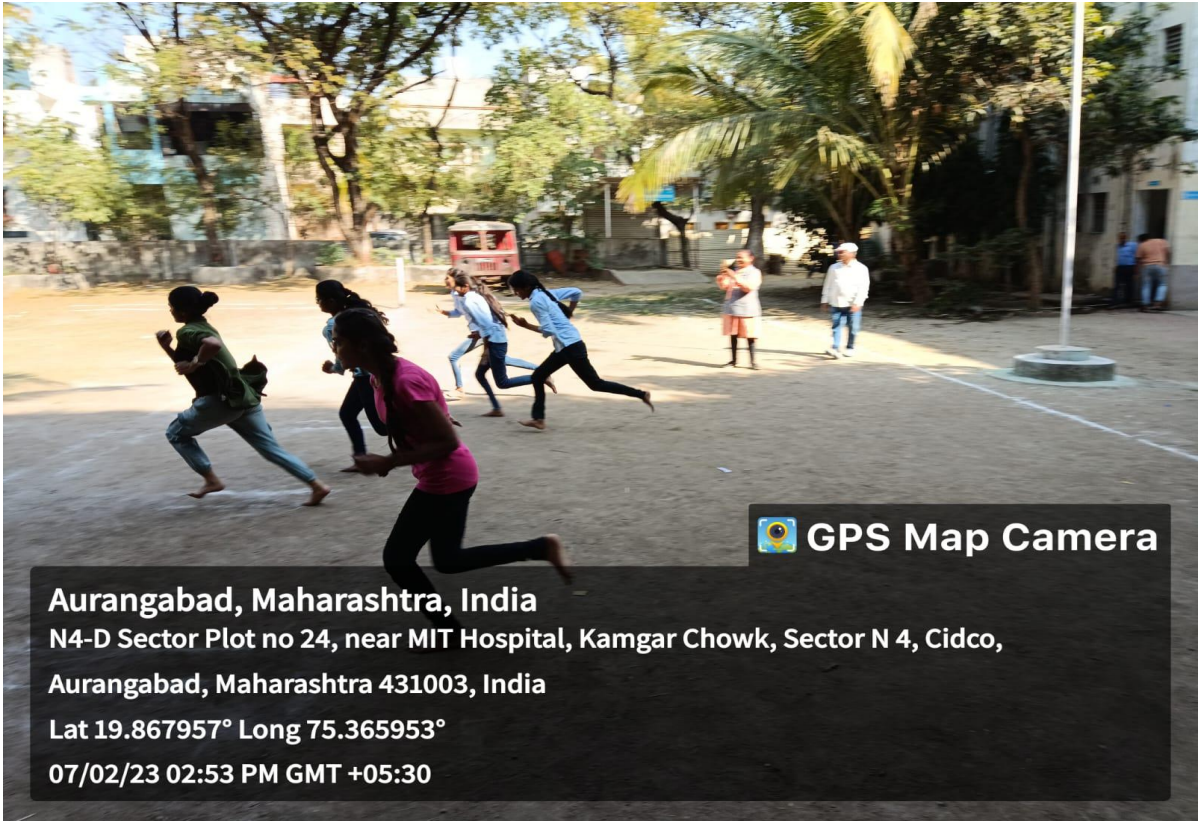 GPS Map Camera
Aurangabad, Maharashtra, India
N4-D Sector Plot no 24, near MIT Hospital, Kamgar Chowk, Sector N 4, Cidco,
Aurangabad, Maharashtra 431003, India
Lat 19.867957° Long 75.365953°
07/02/23 02:53 PM GMT +05:30